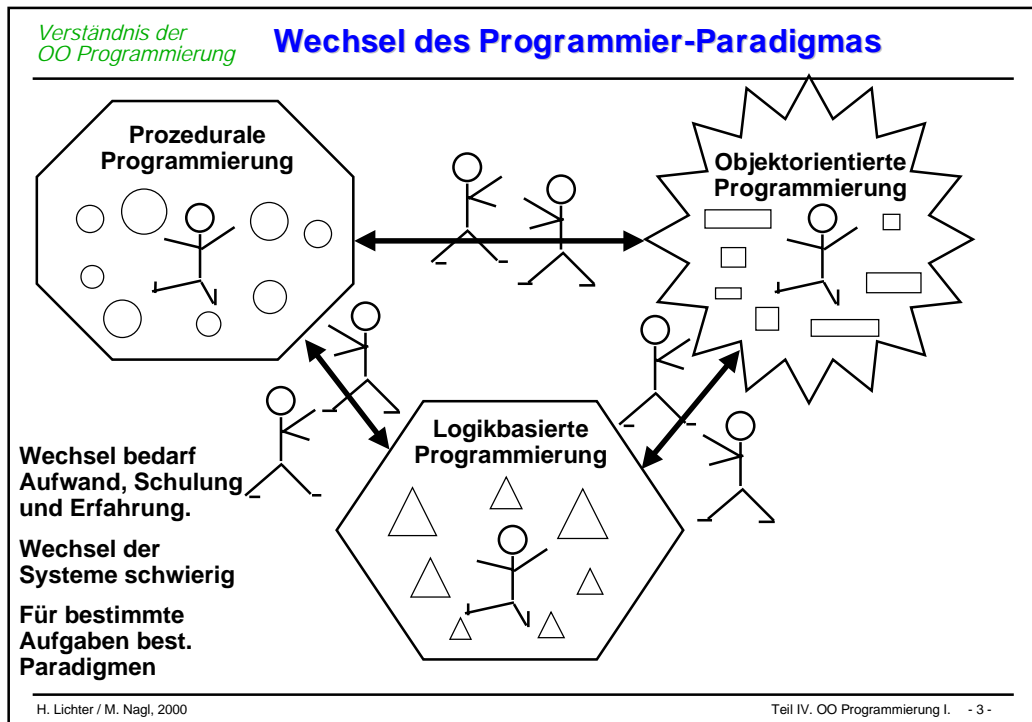 Verständnis der
OO Programmierung
Wechsel des Programmier-Paradigmas
Prozedurale
Programmierung
Objektorientierte
Programmierung
Logikbasierte
Programmierung
Wechsel bedarf
Aufwand, Schulung
und Erfahrung.
Wechsel der
Systeme schwierig
Für bestimmte
Aufgaben best.
Paradigmen
H. Lichter / M. Nagl, 2000
Teil IV. OO Programmierung I. - 3 -